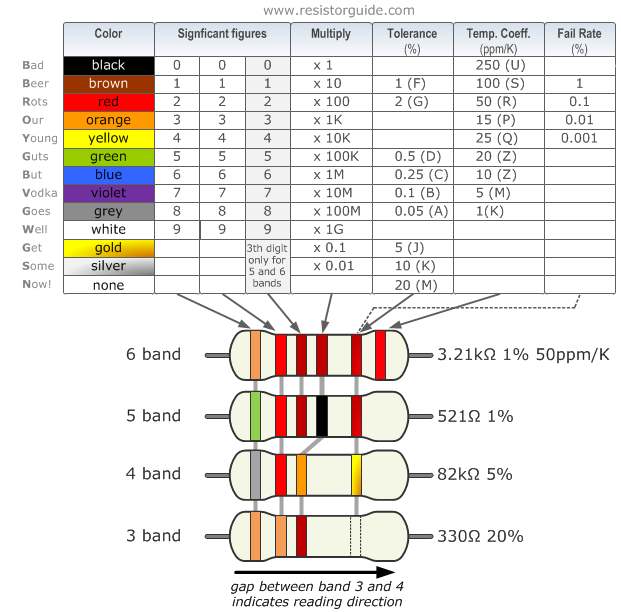 www.resistorguide.com
Color Signficant figures Multiply Tolerance (%) Temp. Coeff. (ppm/K) Fail Rate (%)
Bad black 0 0 0 x 1 250 (U)
Beer brown 1 1 1 x 10 1 (F) 100 (S) 1
Rots red 2 2 2 x 100 2 (G) 50 (R) 0.1
Our orange 3 3 3 x 1K 15 (P) 0.01
Young yellow 4 4 4 x 10K 25 (Q) 0.001
Guts green 5 5 5 x 100K 0.5 (D) 20 (Z)
But blue 6 6 6 x 1M 0.25 (C) 10 (Z)
Vodka violet 7 7 7 x 10M 0.1 (B) 5 (M)
Goes grey 8 8 8 x 100M 0.05 (A) 1(K)
Well white 9 9 9 x 1G
Get gold 3th digit x 0.1 5 (J)
only for
Some silver 5 and 6 x 0.01 10 (K)
bands
Now! none 20 (M)
6 band 3.21kΩ 1% 50ppm/K
5 band 521Ω 1%
4 band 82kΩ 5%
3 band 330Ω 20%
gap between band 3 and 4
indicates reading direction